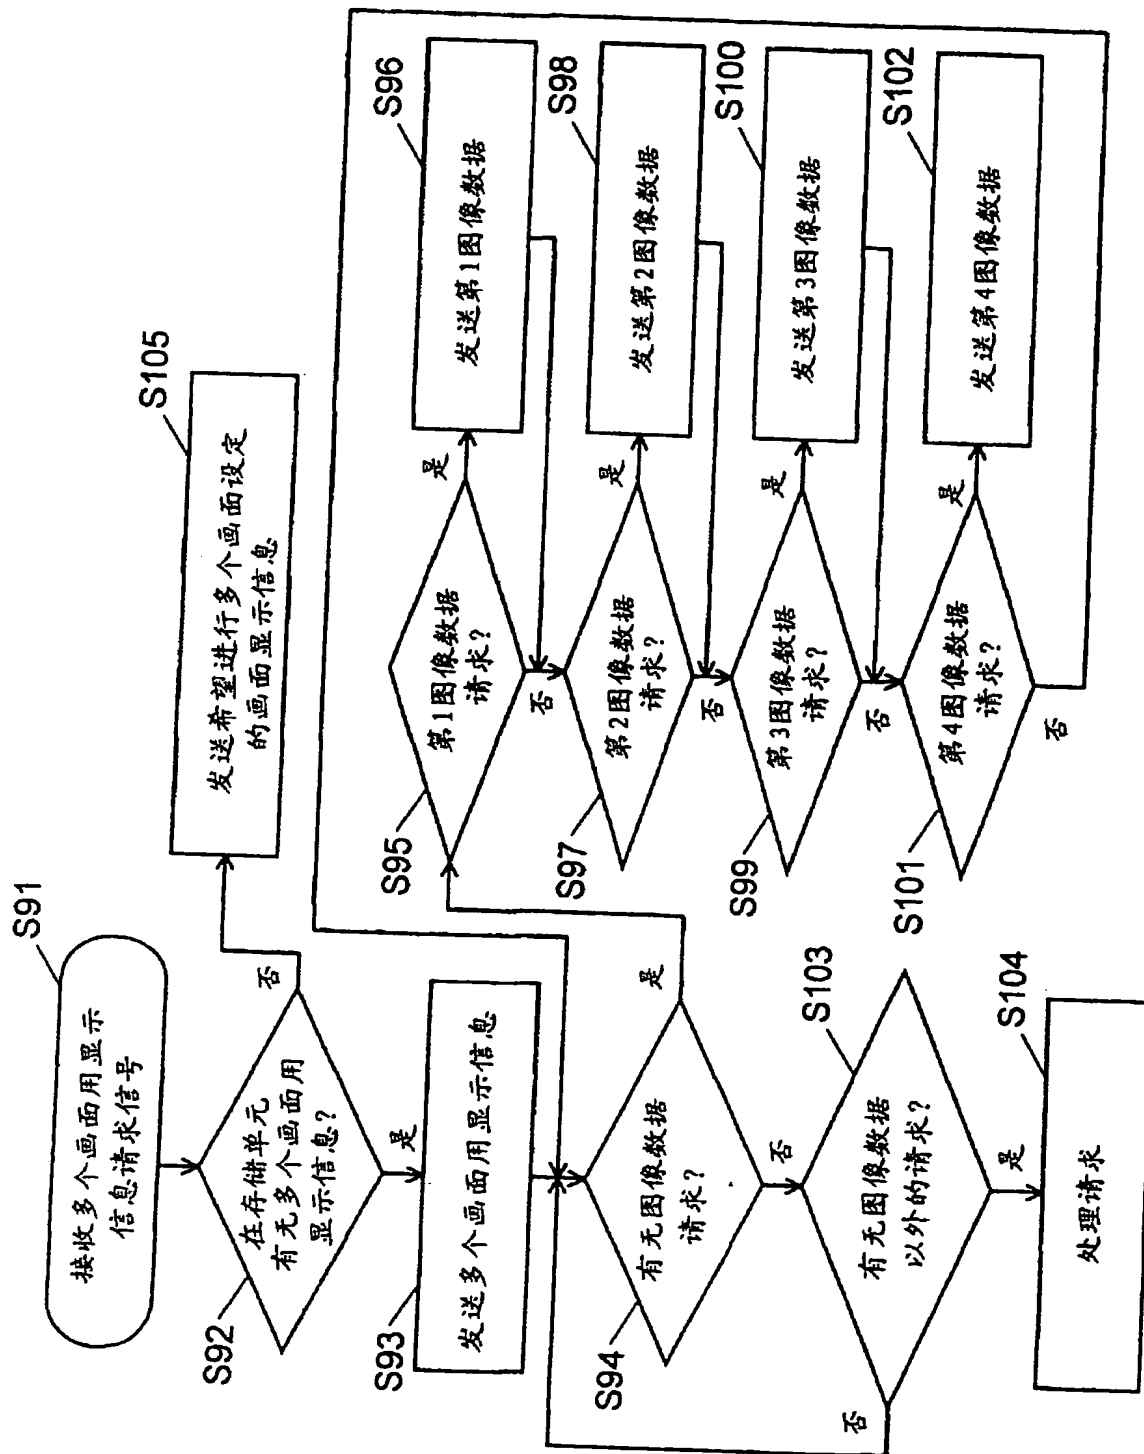 S91
接收多个画面用显示
信息请求信号
S92
在存储单元
有无多个画面用
显示信息?
否
是
S105
发送希望进行多个画面设定
的画面显示信息
S93
发送多个画面用显示信息
S94
有无图像数据
请求?
是
否
S103
有无图像数据
以外的请求?
否
是
S104
处理请求
S95
第1图像数据
请求?
是
否
S96
发送第1图像数据
S97
第2图像数据
请求?
是
否
S98
发送第2图像数据
S99
第3图像数据
请求?
是
否
S100
发送第3图像数据
S101
第4图像数据
请求?
是
否
S102
发送第4图像数据